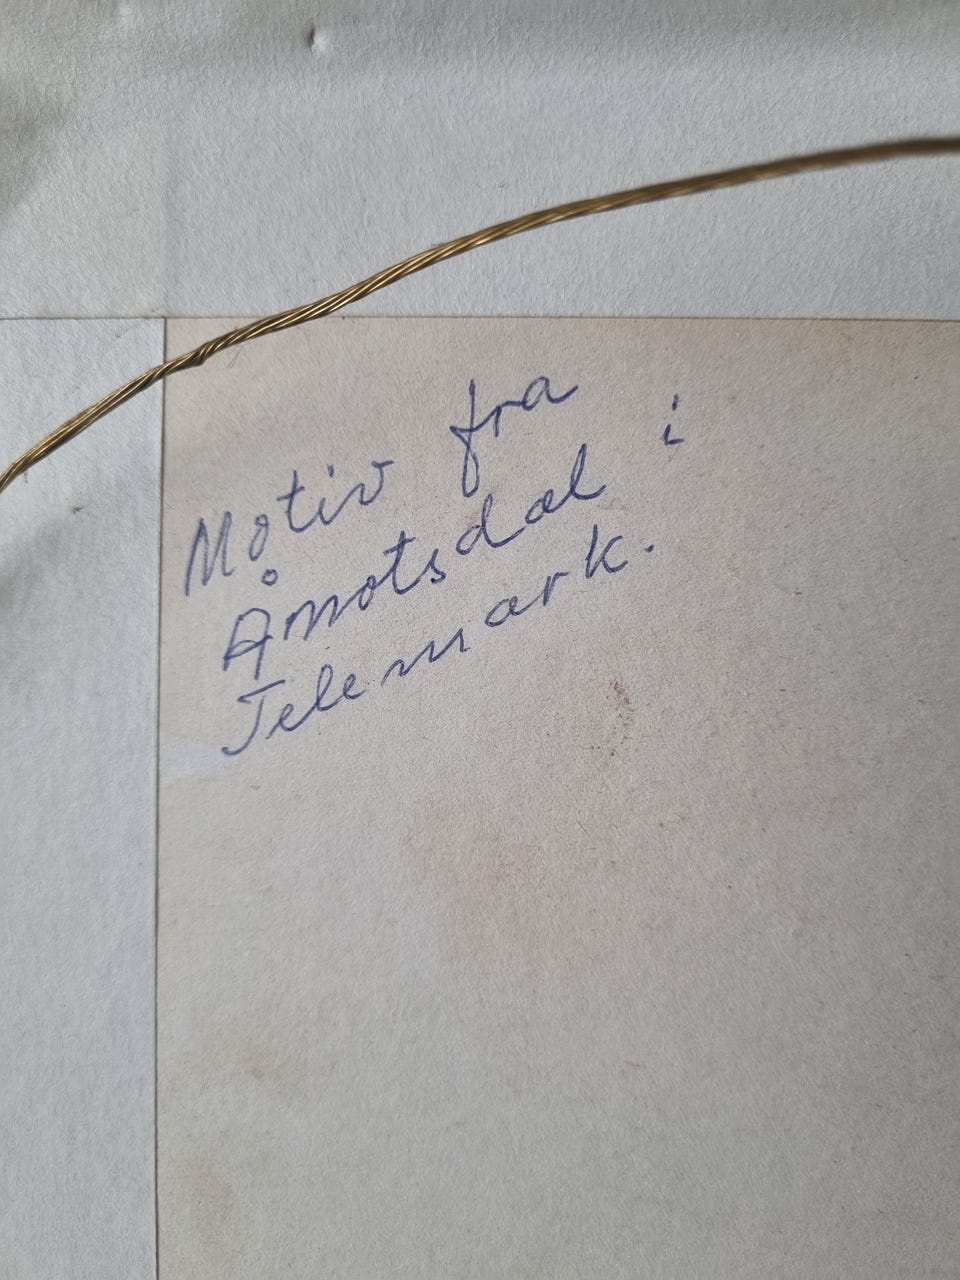 Motiv fra
Åmotsdal i
Telemark.